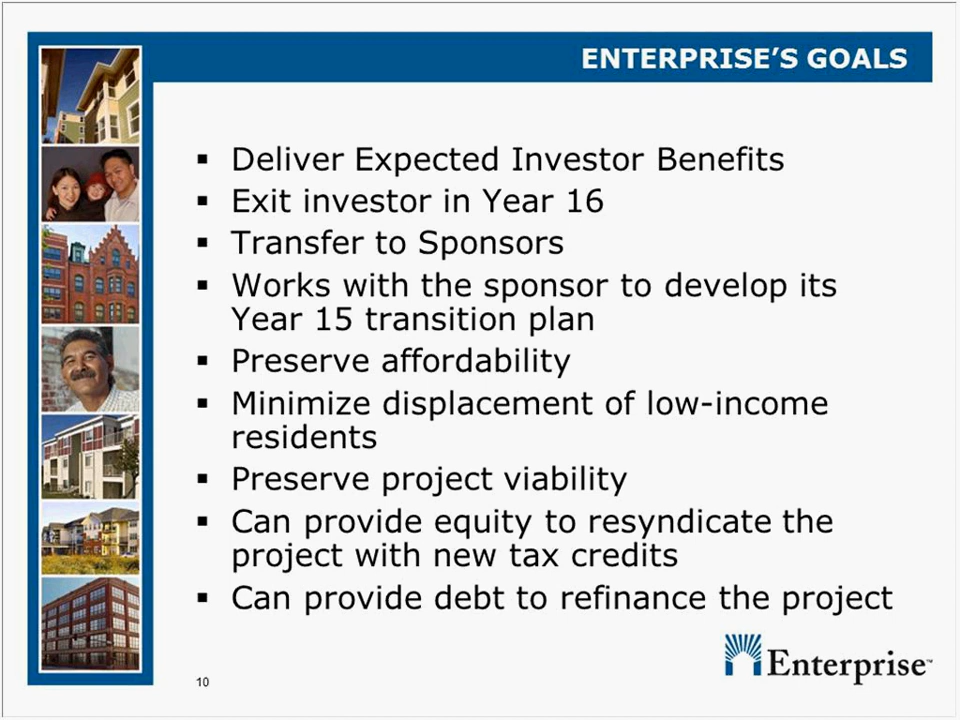 ENTERPRISE'S GOALS
▪ Deliver Expected Investor Benefits
▪ Exit investor in Year 16
▪ Transfer to Sponsors
▪ Works with the sponsor to develop its
Year 15 transition plan
▪ Preserve affordability
▪ Minimize displacement of low-income
residents
▪ Preserve project viability
▪ Can provide equity to resyndicate the
project with new tax credits
▪ Can provide debt to refinance the project
Enterprise™
10